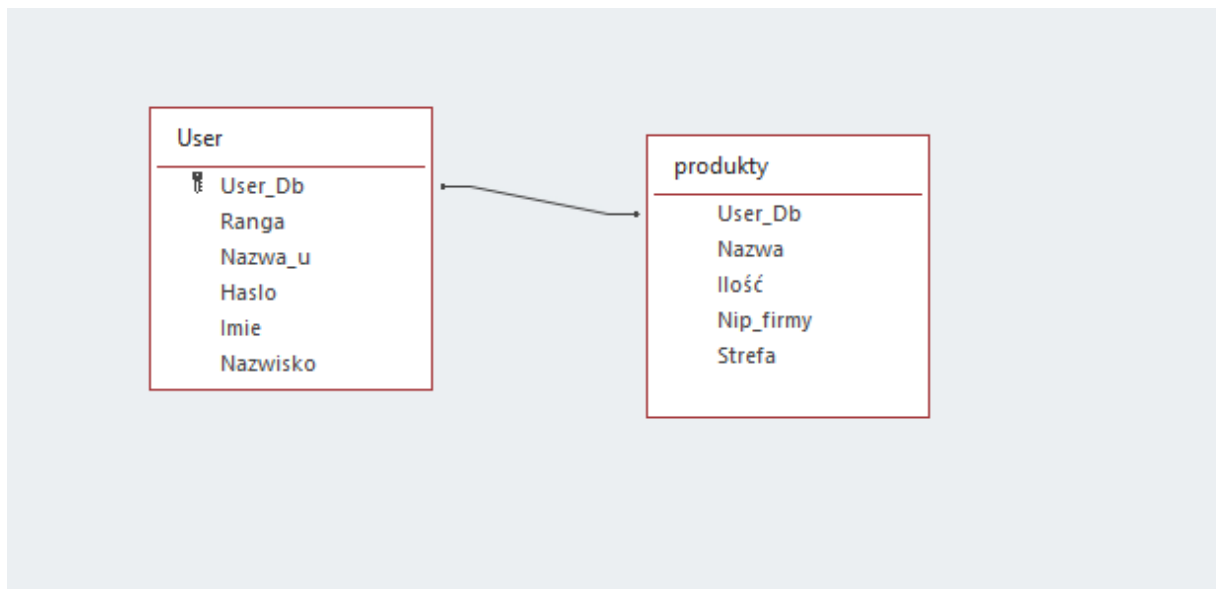 User
User_Db
Ranga
Nazwa_u
Haslo
Imie
Nazwisko
produkty
User_Db
Nazwa
Ilość
Nip_firmy
Strefa